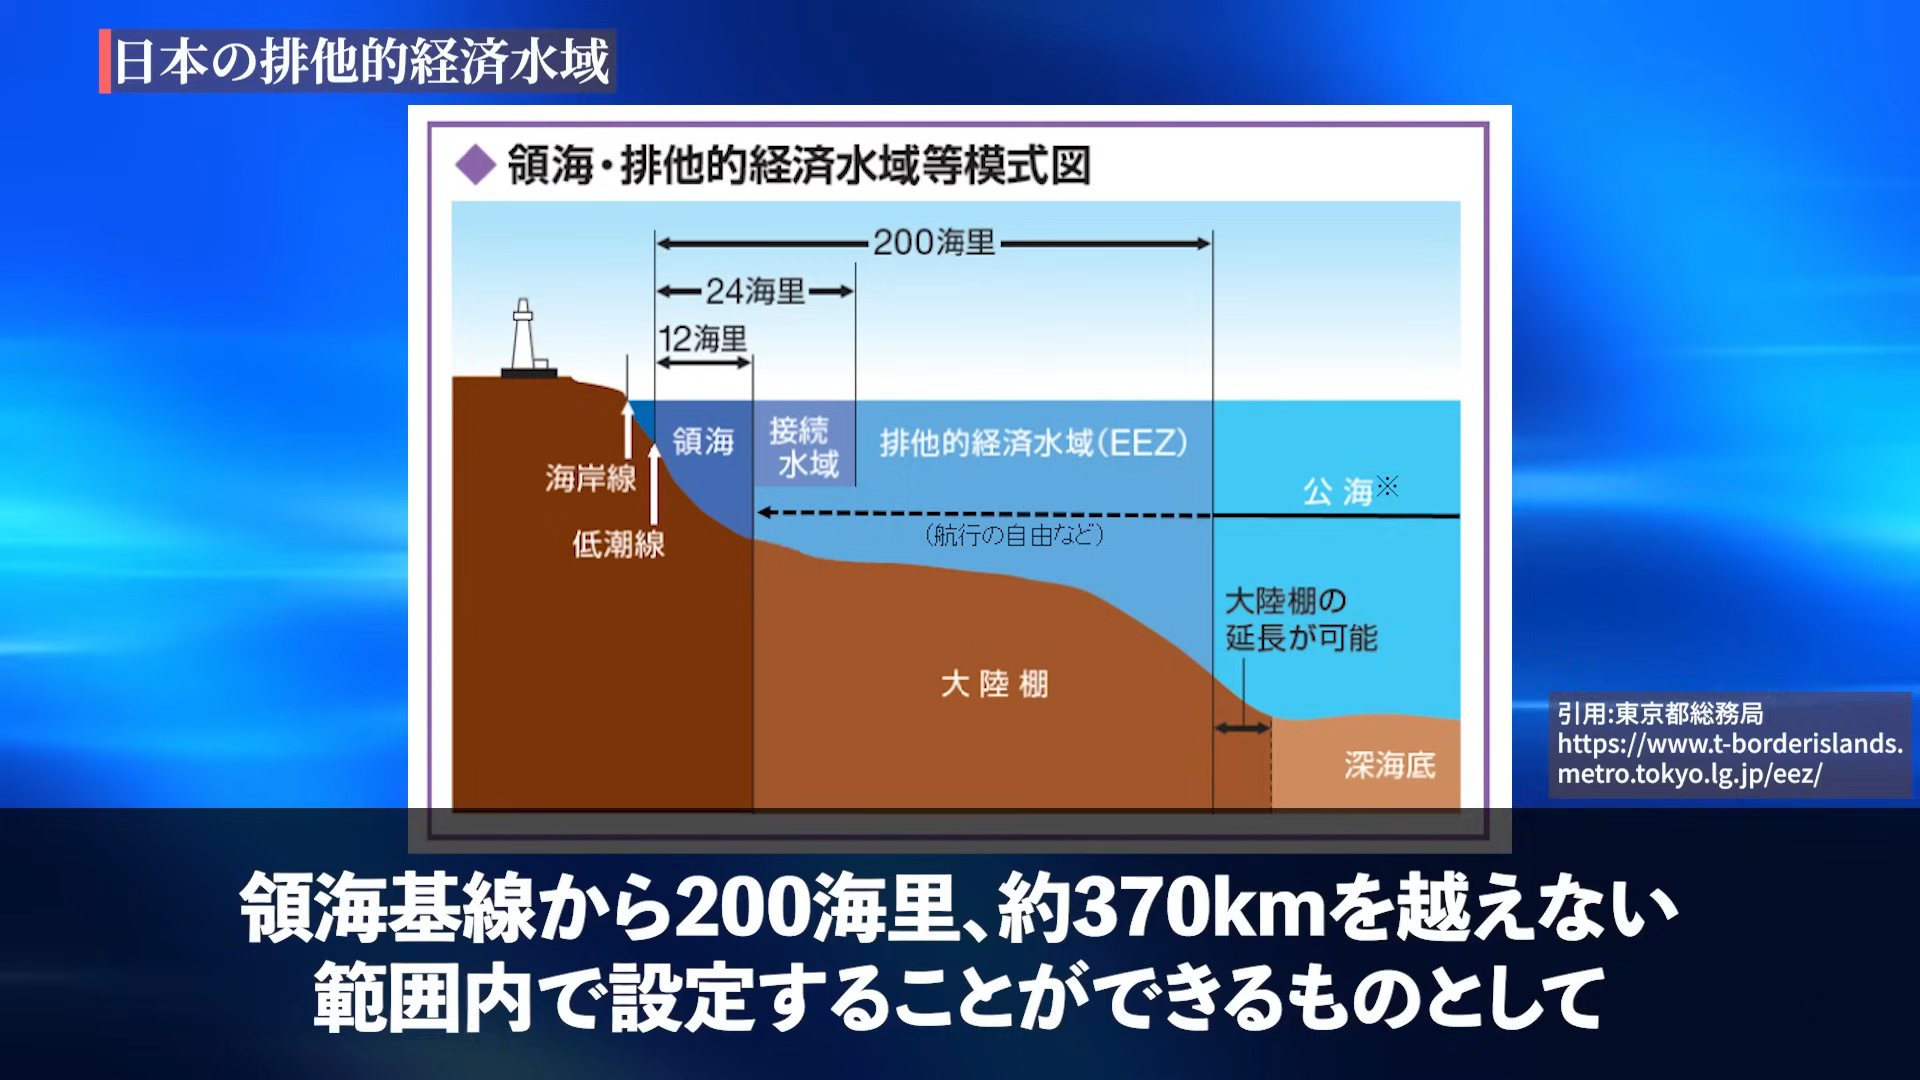 日本の排他的経済水域
◆ 領海・排他的経済水域等模式図
200海里
24海里
12海里
領海
接続
水域
排他的経済水域(EEZ)
海岸線
公海※
(航行の自由など)
低潮線
大陸棚の
延長が可能
大陸棚
深海底
引用:東京都総務局
https://www.t-borderislands.
metro.tokyo.lg.jp/eez/
領海基線から200海里、約370kmを越えない
範囲内で設定することができるものとして